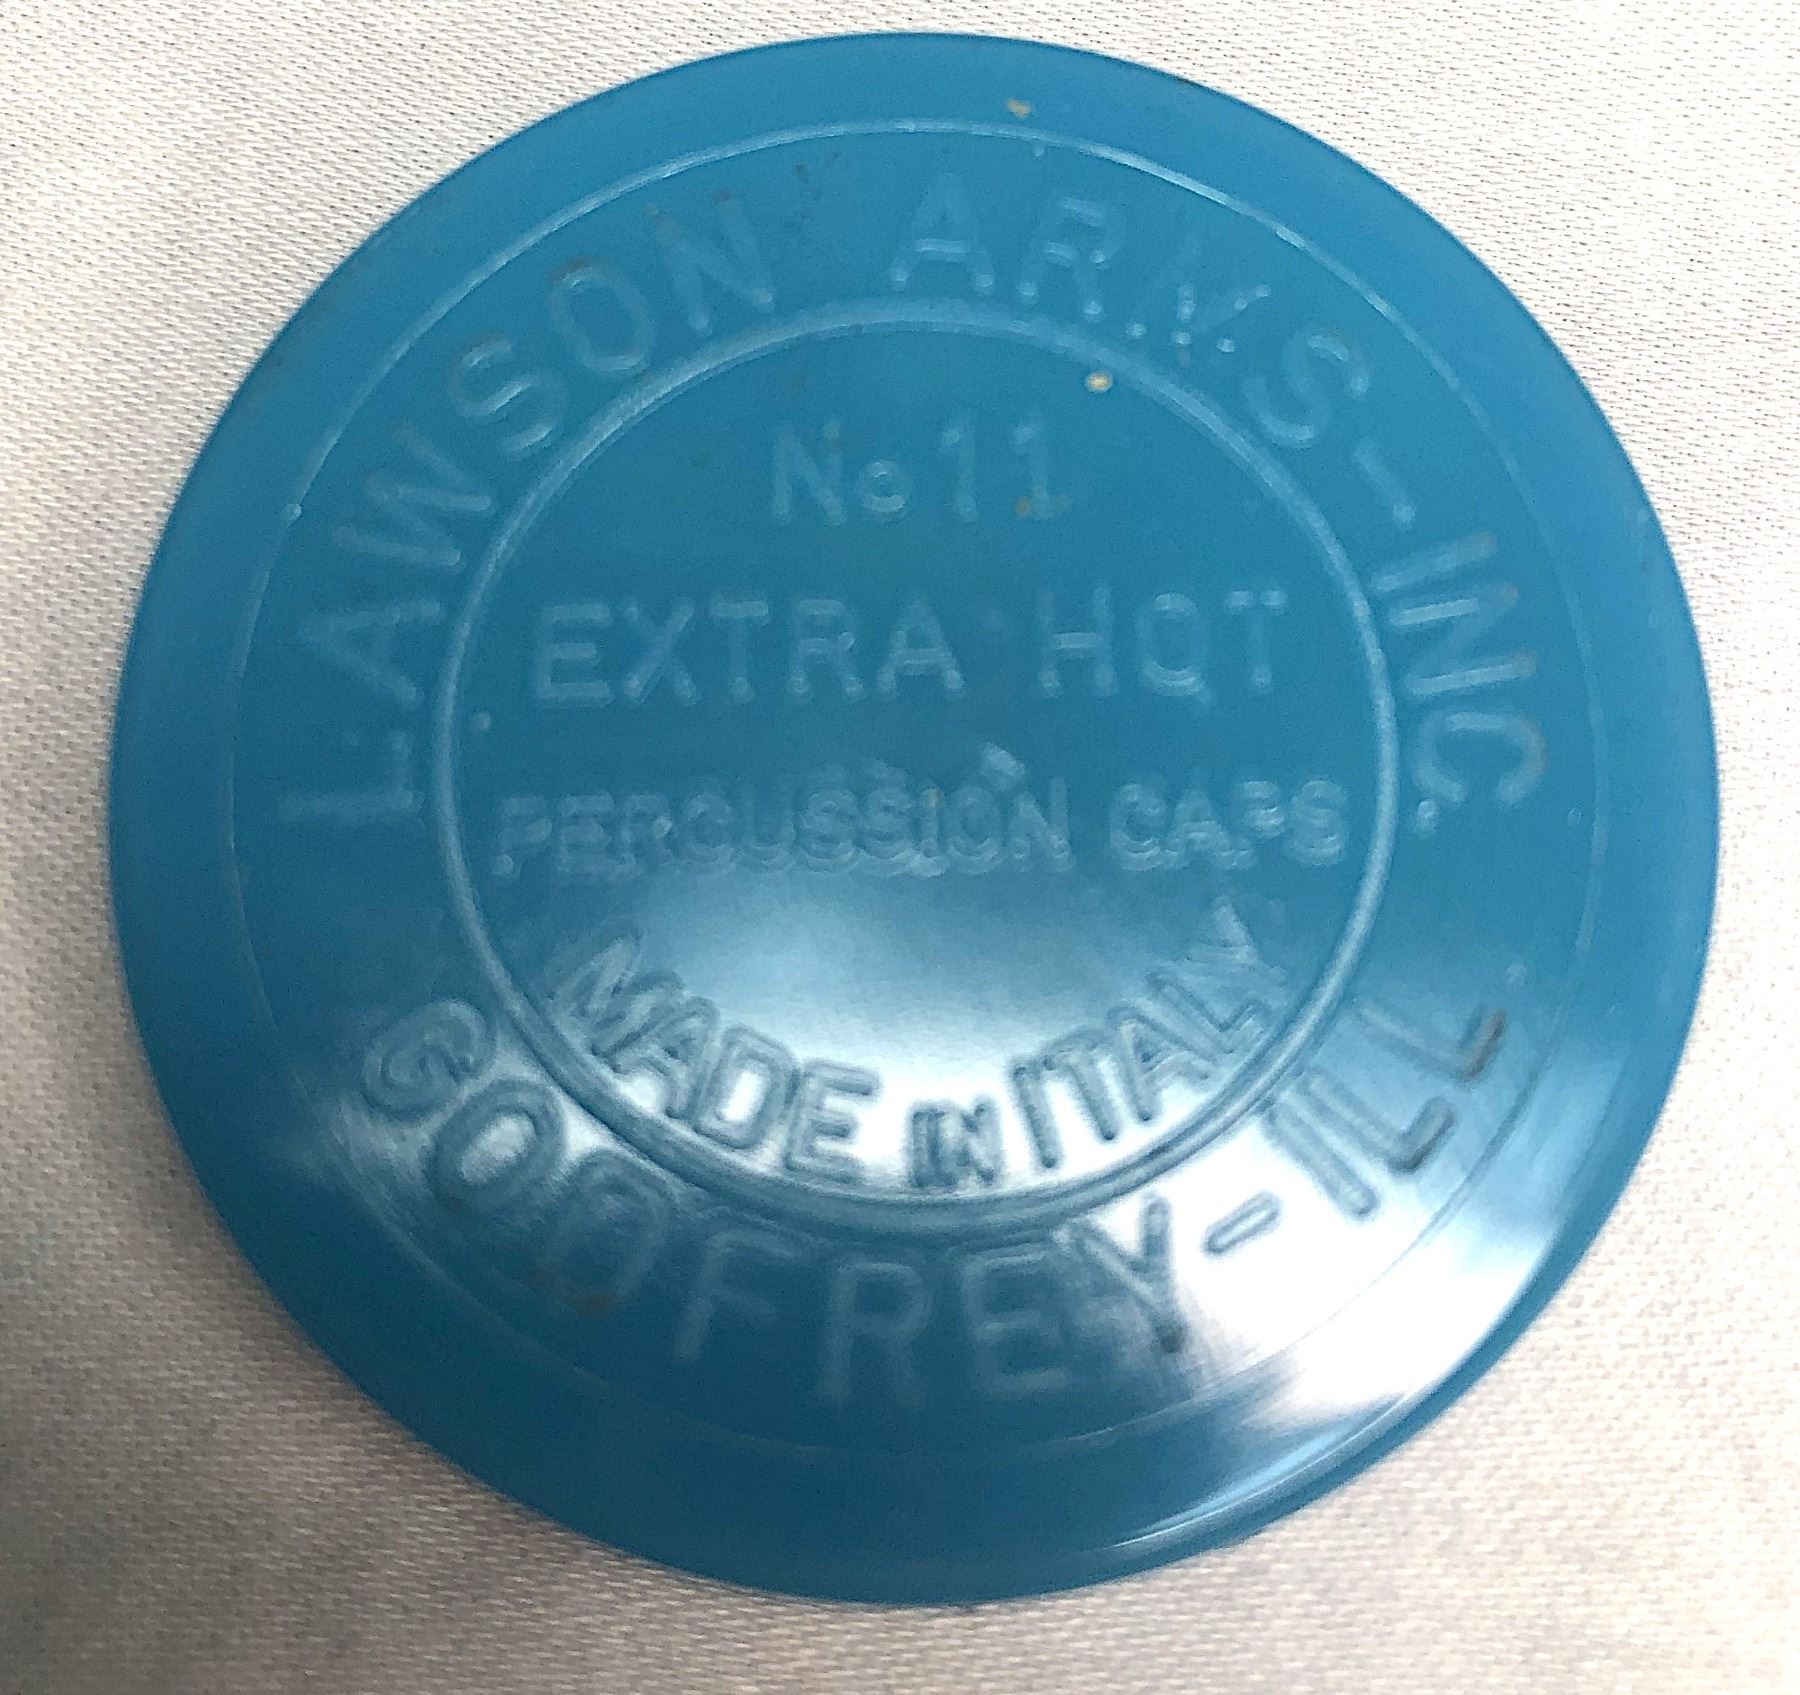 LAWSON ARMS-INC.
No 11
EXTRA HOT
PERCUSSION CAPS
MADE IN ITALY
GODFREY-ILL.